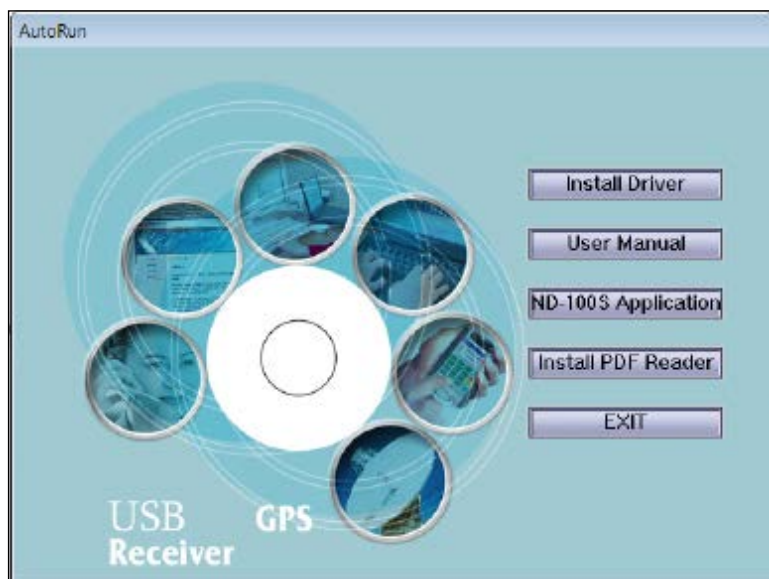 AutoRun
Install Driver
User Manual
ND-100S Application
Install PDF Reader
EXIT
USB GPS
Receiver